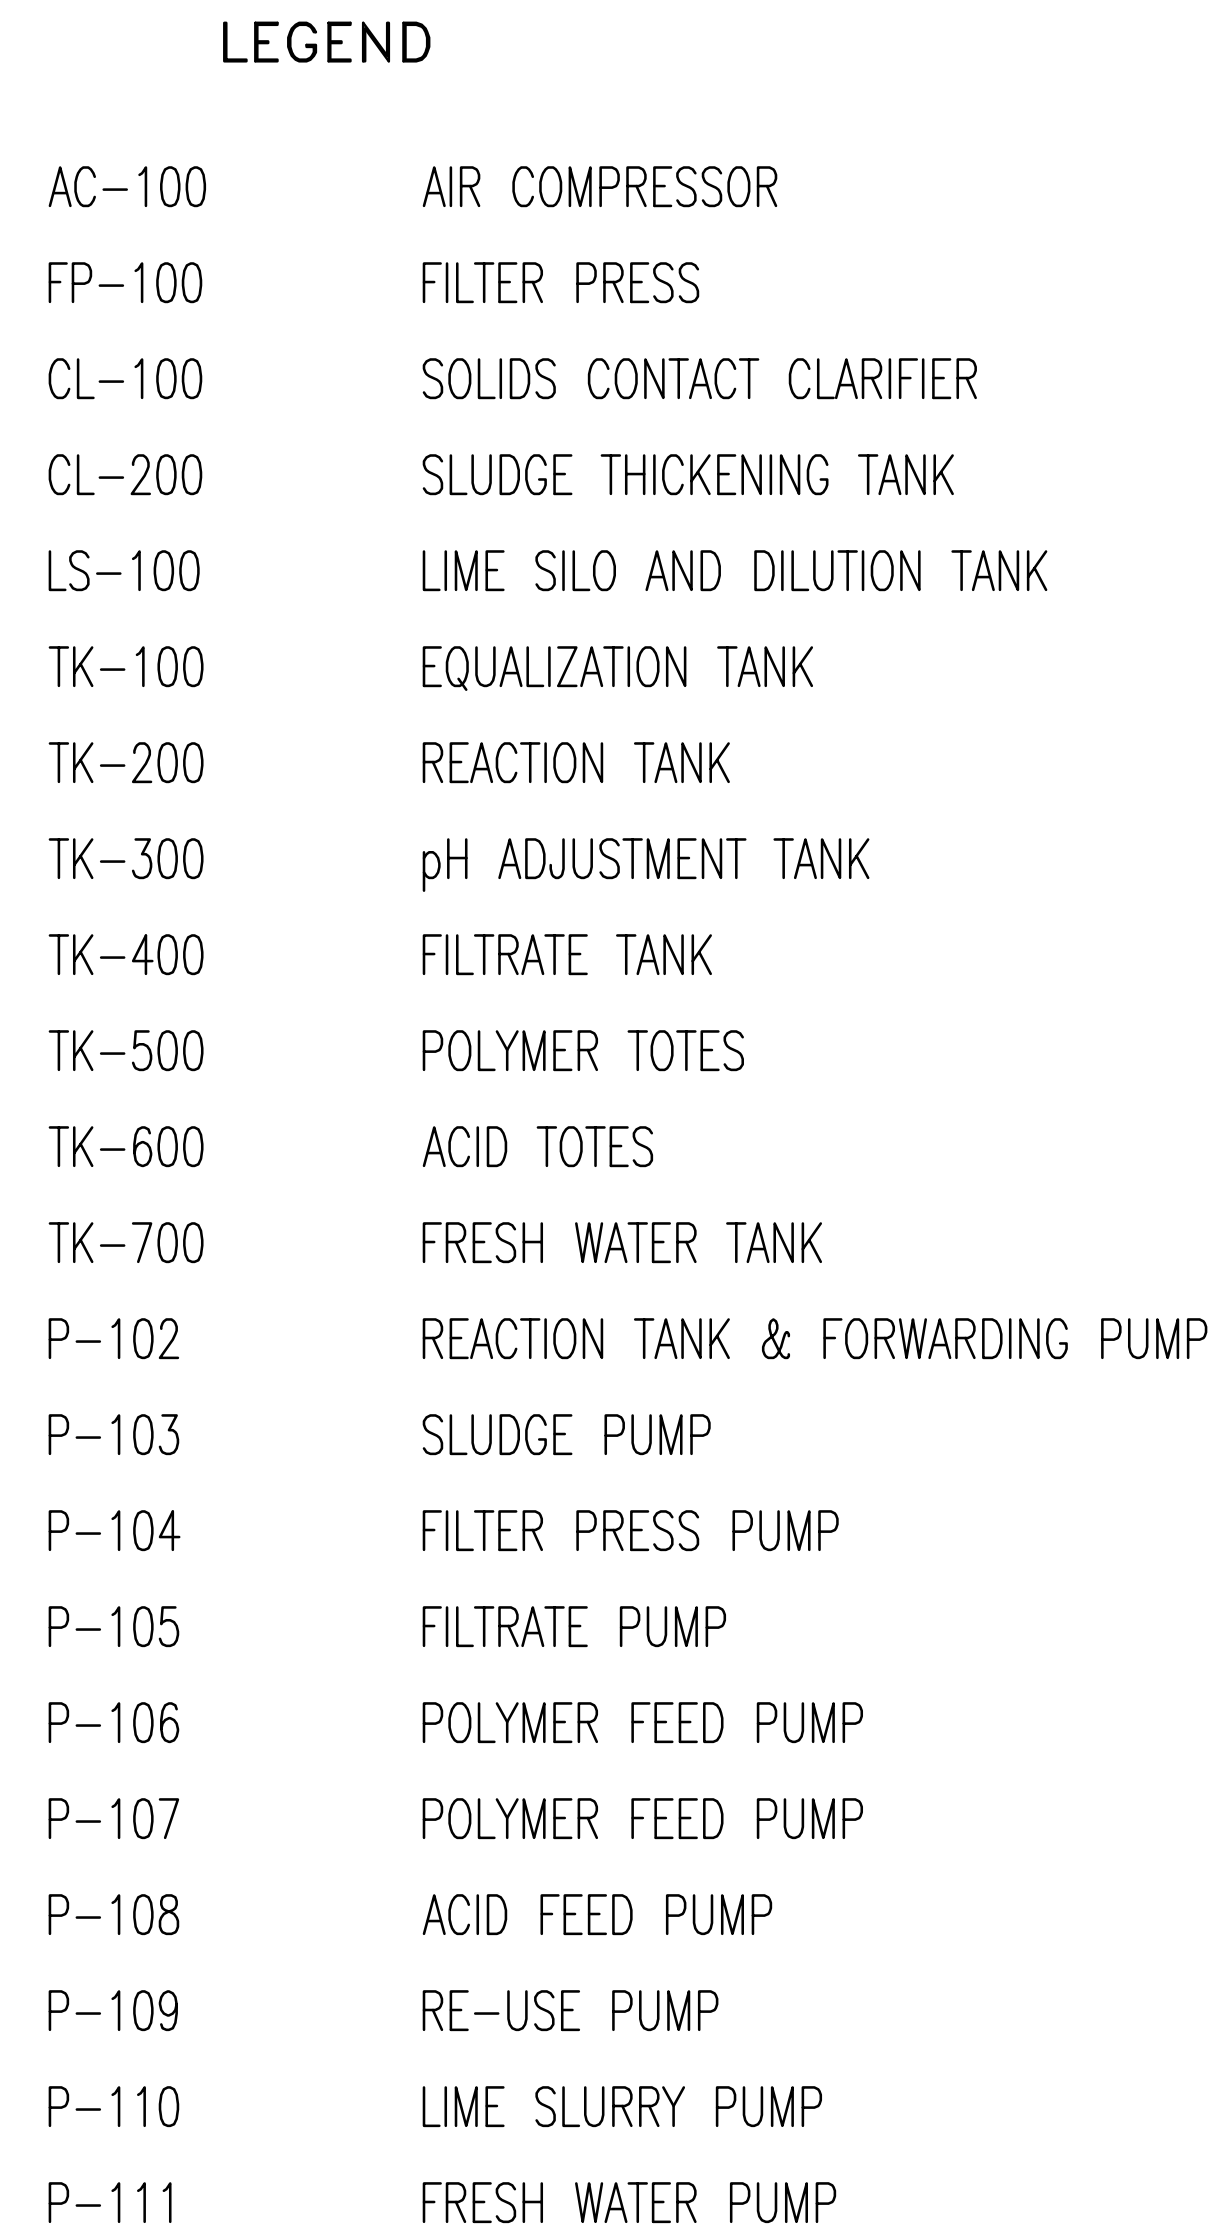 LEGEND
AC-100 AIR COMPRESSOR
FP-100 FILTER PRESS
CL-100 SOLIDS CONTACT CLARIFIER
CL-200 SLUDGE THICKENING TANK
LS-100 LIME SILO AND DILUTION TANK
TK-100 EQUALIZATION TANK
TK-200 REACTION TANK
TK-300 pH ADJUSTMENT TANK
TK-400 FILTRATE TANK
TK-500 POLYMER TOTES
TK-600 ACID TOTES
TK-700 FRESH WATER TANK
P-102 REACTION TANK & FORWARDING PUMP
P-103 SLUDGE PUMP
P-104 FILTER PRESS PUMP
P-105 FILTRATE PUMP
P-106 POLYMER FEED PUMP
P-107 POLYMER FEED PUMP
P-108 ACID FEED PUMP
P-109 RE-USE PUMP
P-110 LIME SLURRY PUMP
P-111 FRESH WATER PUMP